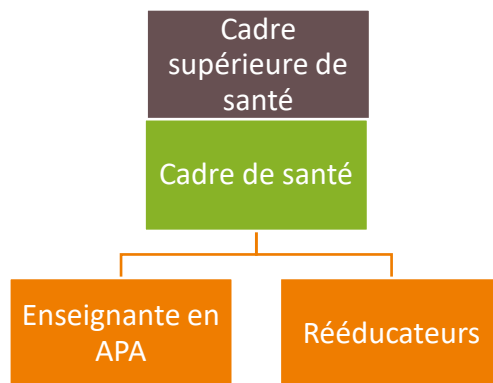 Cadre
supérieure de
santé
Cadre de santé
Enseignante en
APA
Rééducateurs